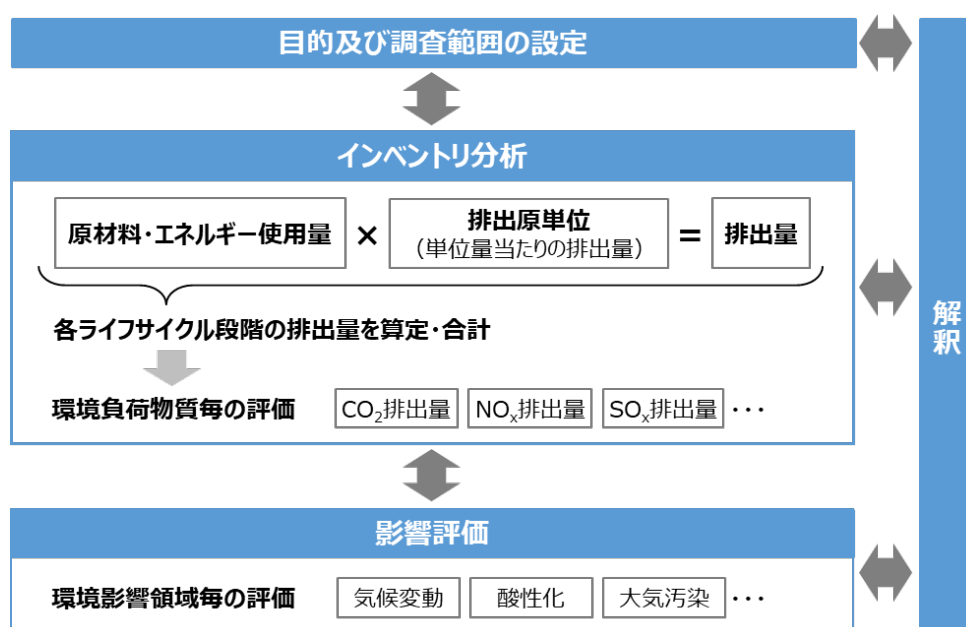 目的及び調査範囲の設定
インベントリ分析
原材料・エネルギー使用量 × 排出原単位 = 排出量
(単位量当たりの排出量)
各ライフサイクル段階の排出量を算定・合計
環境負荷物質毎の評価 CO₂排出量 NOₓ排出量 SOₓ排出量 ・・・
影響評価
環境影響領域毎の評価 気候変動 酸性化 大気汚染 ・・・
解釈